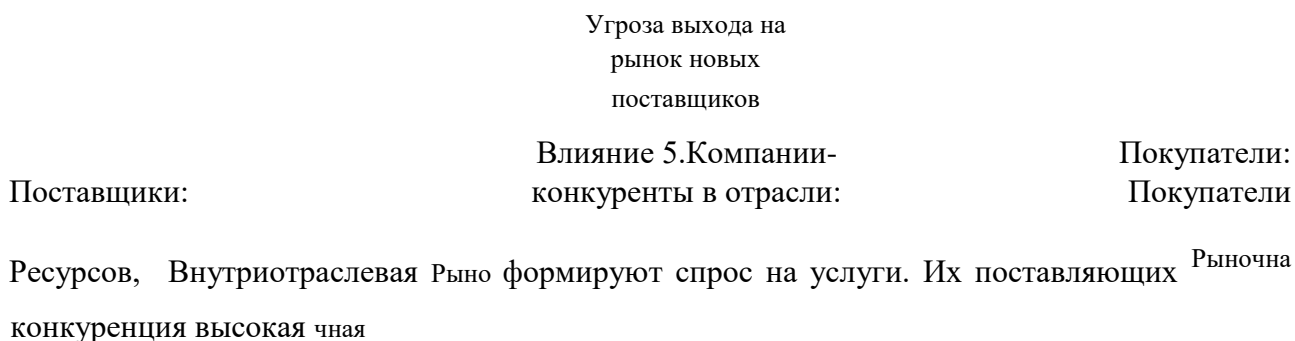 Угроза выхода на
рынок новых
поставщиков
Влияние 5.Компании- Покупатели:
Поставщики: конкуренты в отрасли: Покупатели
Ресурсов, Внутриотраслевая Рыно формируют спрос на услуги. Их поставляющих Рыночна
конкуренция высокая чная